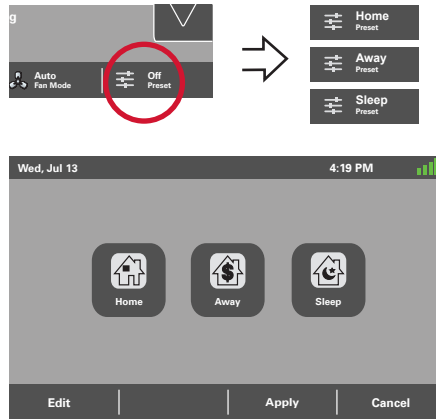 g
Auto
Fan Mode
Off
Preset
Home
Preset
Away
Preset
Sleep
Preset
Wed, Jul 13
4:19 PM
Home
Away
Sleep
Edit
Apply
Cancel